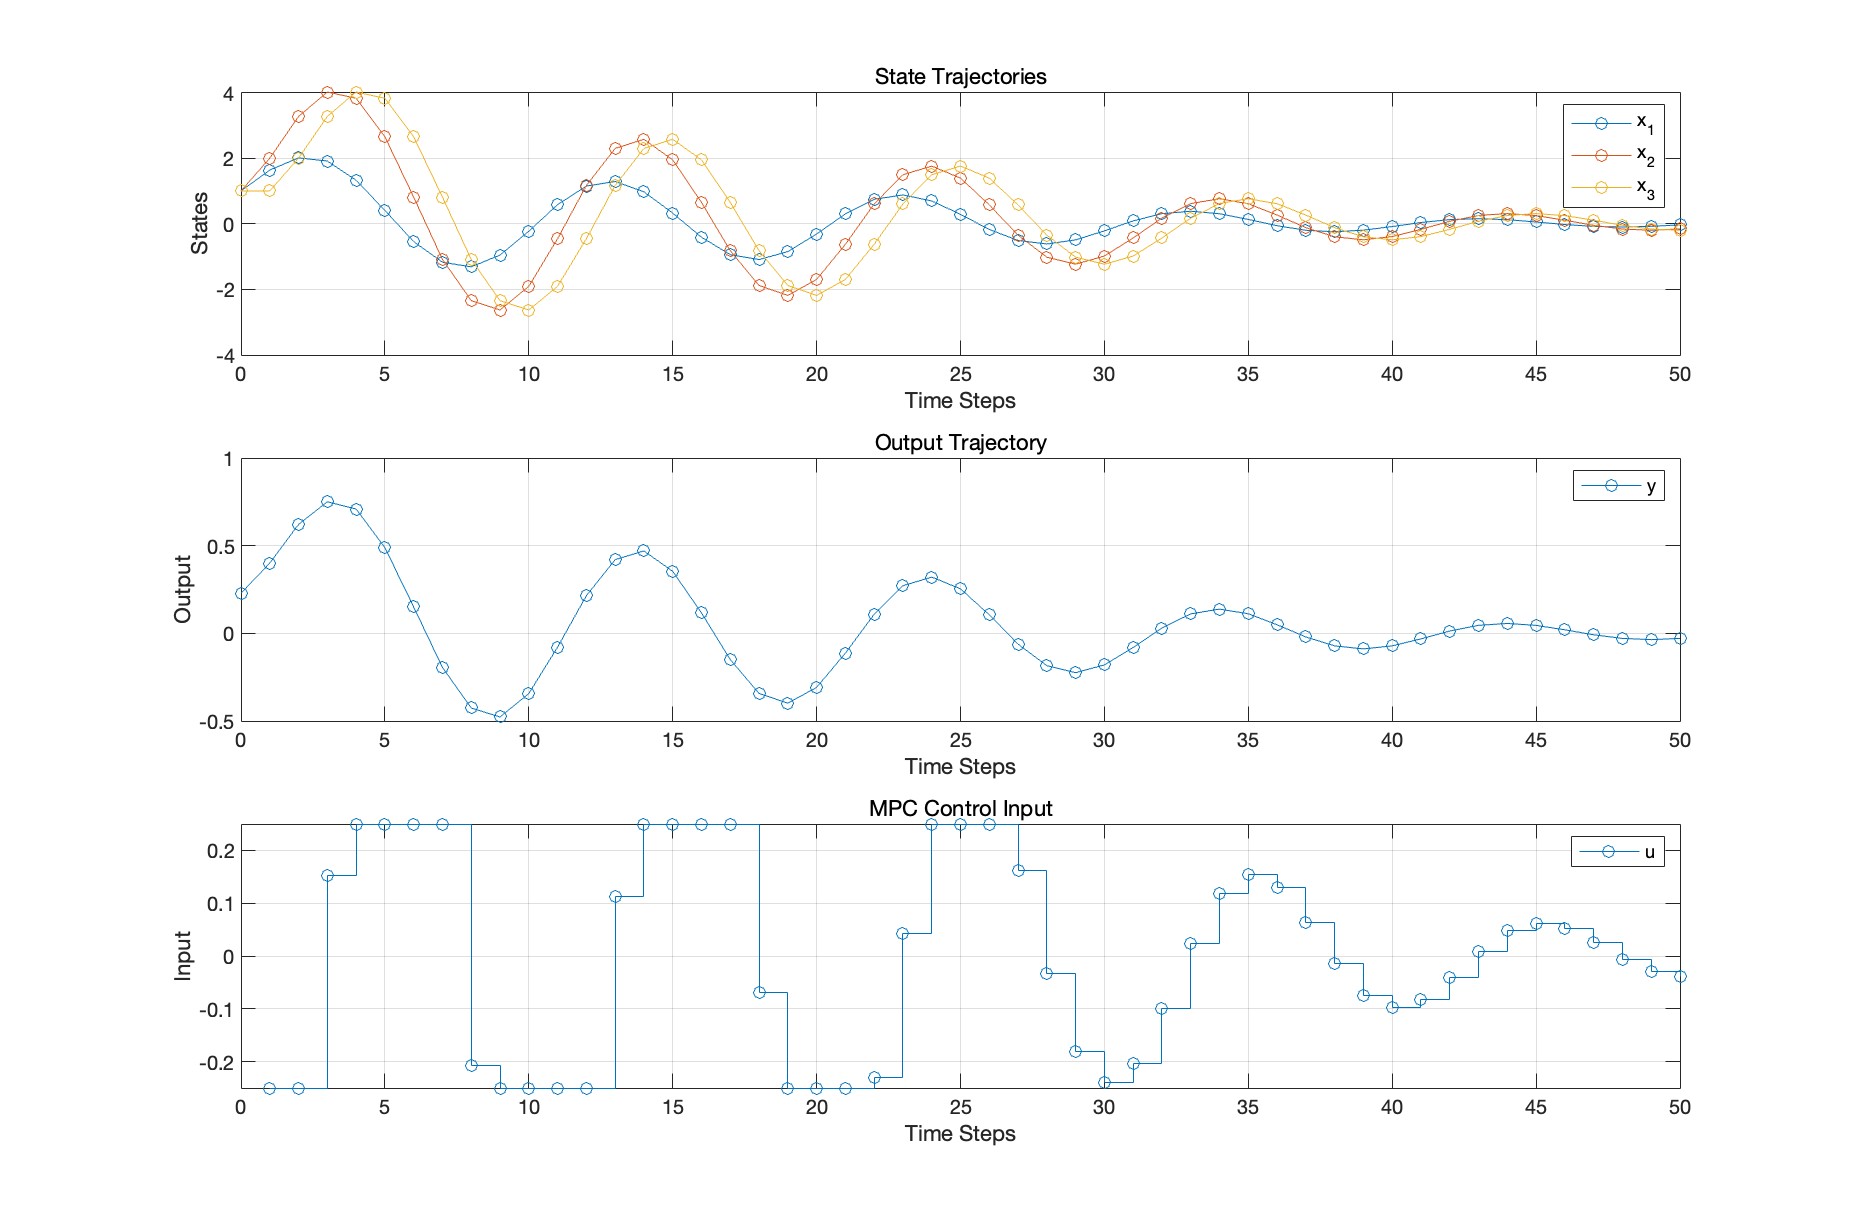 State Trajectories
4
2
0
-2
-4
States
x1
x2
x3
0 5 10 15 20 25 30 35 40 45 50
Time Steps
Output Trajectory
1
0.5
0
-0.5
Output
y
0 5 10 15 20 25 30 35 40 45 50
Time Steps
MPC Control Input
0.2
0.1
0
-0.1
-0.2
Input
u
0 5 10 15 20 25 30 35 40 45 50
Time Steps